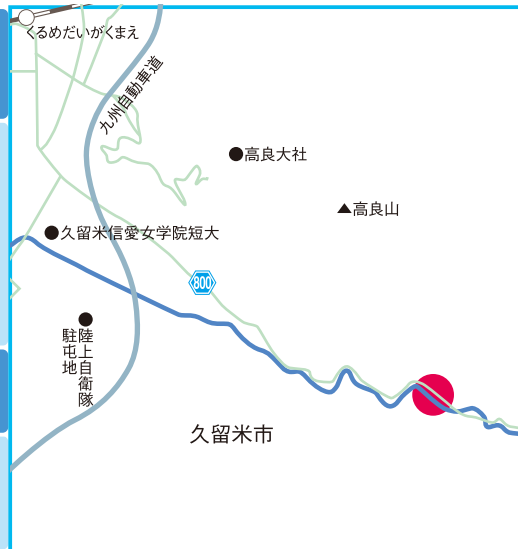 くるめだいがくまえ
九州自動車道
高良大社
高良山
久留米信愛女学院短大
800
陸上自衛隊
駐屯地
久留米市